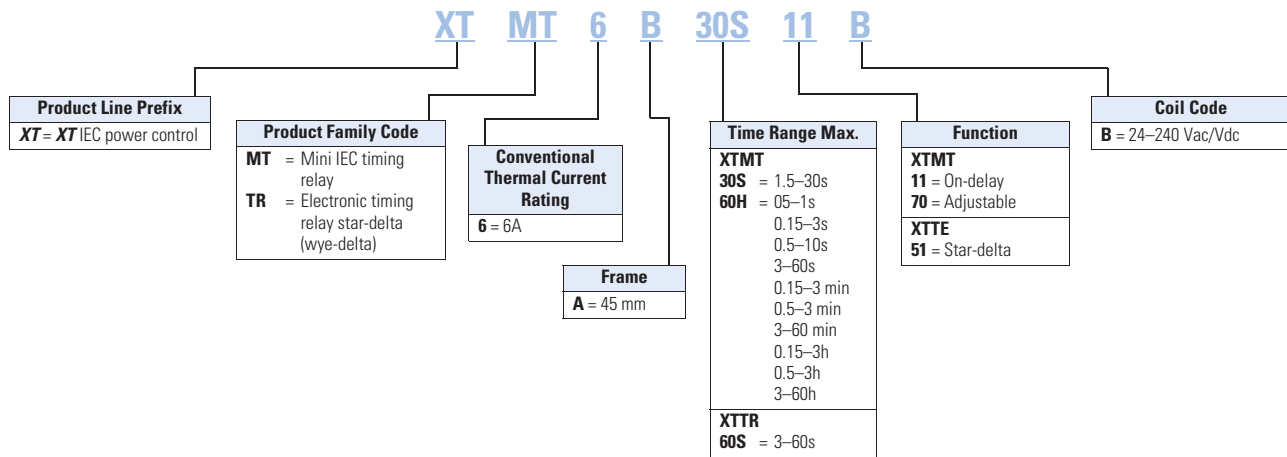 XT MT 6 B 30S 11 B
Product Line Prefix
XT = XT IEC power control
Product Family Code
MT = Mini IEC timing
relay
TR = Electronic timing
relay star-delta
(wye-delta)
Conventional
Thermal Current
Rating
6 = 6A
Frame
A = 45 mm
Time Range Max.
XTMT
30S = 1.5–30s
60H = 05–1s
0.15–3s
0.5–10s
3–60s
0.15–3 min
0.5–3 min
3–60 min
0.15–3h
0.5–3h
3–60h
XTTR
60S = 3–60s
Function
XTMT
11 = On-delay
70 = Adjustable
XTTE
51 = Star-delta
Coil Code
B = 24–240 Vac/Vdc